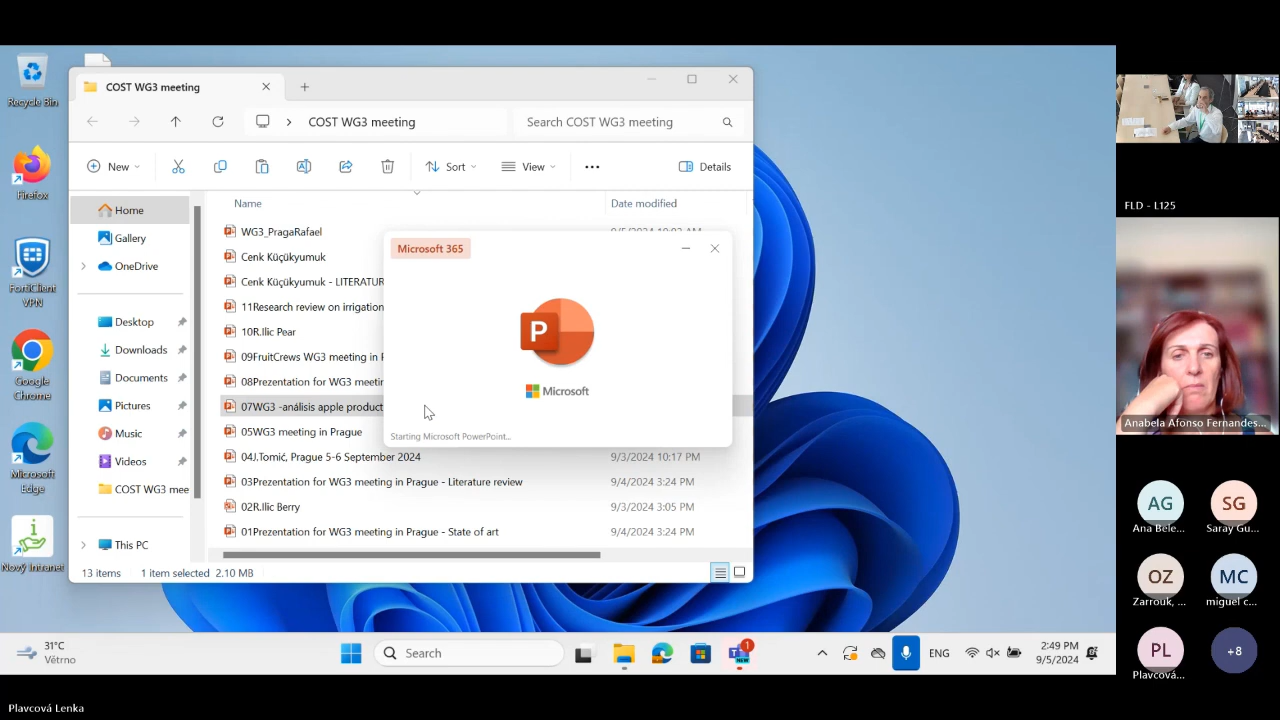 Recycle Bin
Firefox
FortiClient
VPN
Google
Chrome
Microsoft
Edge
Nový Intranet
COST WG3 meeting
COST WG3 meeting
Search COST WG3 meeting
New
Sort
View
Details
Home
Gallery
OneDrive
Desktop
Downloads
Documents
Pictures
Music
Videos
COST WG3 mee
This PC
Name
Date modified
WG3_PragaRafael
Cenk Küçükyumuk
Cenk Küçükyumuk - LITERATUR
11Research review on irrigation
10R.Ilic Pear
09FruitCrews WG3 meeting in
08Prezentation for WG3 meetin
07WG3 -análisis apple product
05WG3 meeting in Prague
04J.Tomić, Prague 5-6 September 2024
9/3/2024 10:17 PM
03Prezentation for WG3 meeting in Prague - Literature review
9/4/2024 3:24 PM
02R.Ilic Berry
9/3/2024 3:05 PM
01Prezentation for WG3 meeting in Prague - State of art
9/4/2024 3:24 PM
Microsoft 365
P
Microsoft
Starting Microsoft PowerPoint...
13 items
1 item selected 2.10 MB
31°C
Větrno
Search
NEW
1
ENG
2:49 PM
9/5/2024
FLD - L125
Anabela Afonso Fernandes...
AG
Ana Bele...
SG
Saray Gu...
OZ
Zarrouk, ...
MC
miguel c...
PL
Plavcová...
+8
Plavcová Lenka